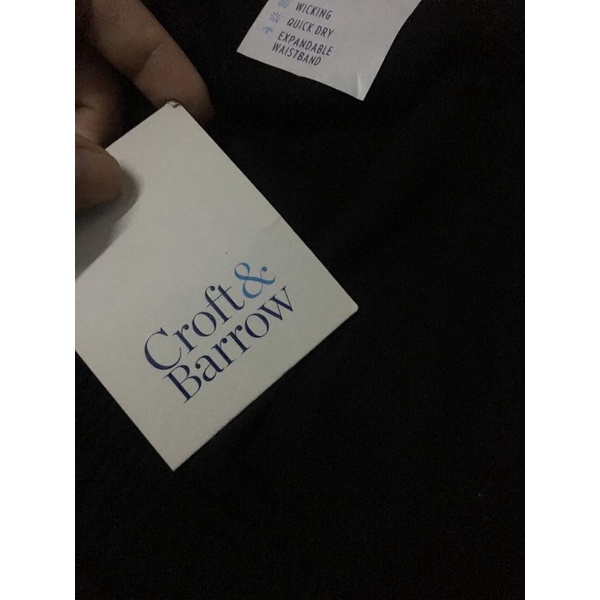 WICKING
QUICK DRY
EXPANDABLE
WAISTBAND
Croft &
Barrow